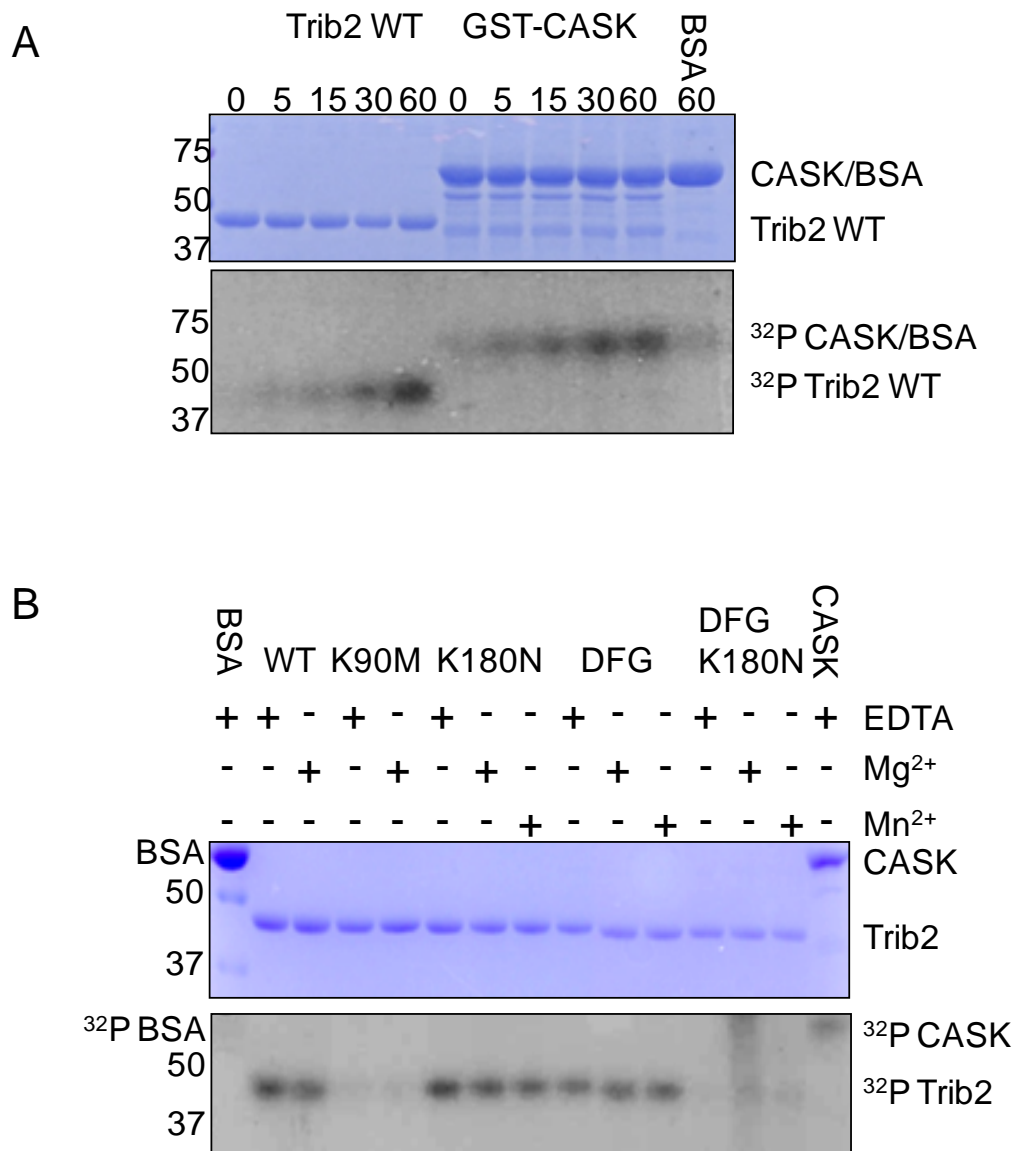 A
Trib2 WT GST-CASK BSA
0 5 15 30 60 0 5 15 30 60 60
75
50
37
CASK/BSA
Trib2 WT
75
50
37
³²P CASK/BSA
³²P Trib2 WT
B
BSA WT K90M K180N DFG DFG K180N CASK
+ + - + - + - - + - - + - - + EDTA
- - + - + - + - - + - - + - - Mg²⁺
- - - - - - - + - - + - - + - Mn²⁺
BSA
50
37
CASK
Trib2
³²P BSA
50
37
³²P CASK
³²P Trib2